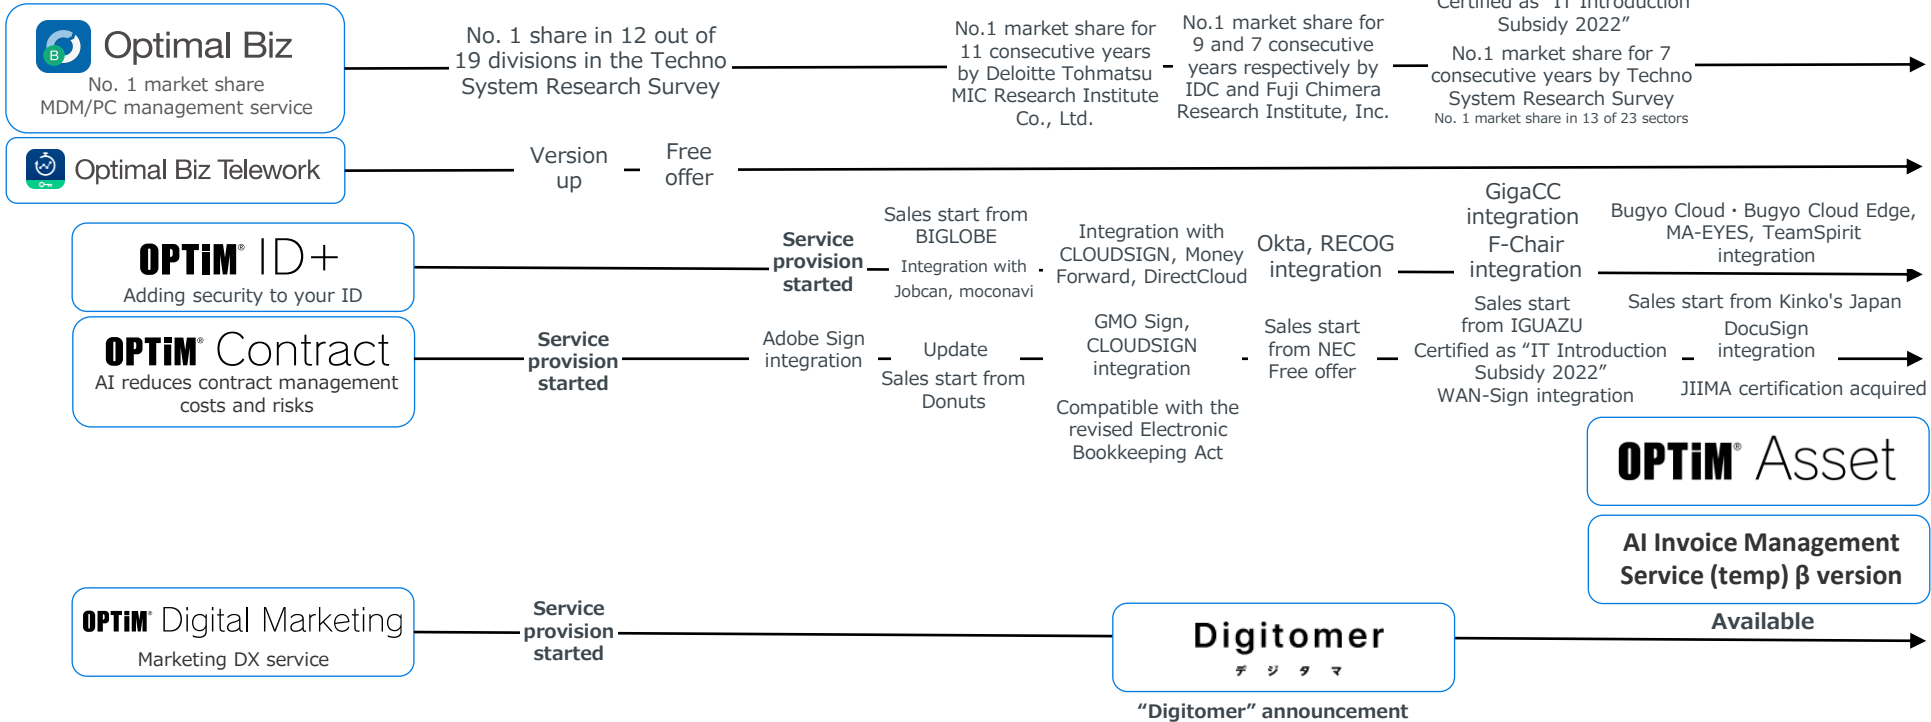 Optimal Biz
No. 1 market share
MDM/PC management service
No. 1 share in 12 out of
19 divisions in the Techno
System Research Survey
No.1 market share for
11 consecutive years
by Deloitte Tohmatsu
MIC Research Institute
Co., Ltd.
No.1 market share for
9 and 7 consecutive
years respectively by
IDC and Fuji Chimera
Research Institute, Inc.
Certified as “IT Introduction
Subsidy 2022”
No.1 market share for 7
consecutive years by Techno
System Research Survey
No. 1 market share in 13 of 23 sectors
Optimal Biz Telework
Version
up
Free
offer
OPTiM® ID+
Adding security to your ID
Service
provision
started
Sales start from
BIGLOBE
Integration with
Jobcan, moconavi
Integration with
CLOUDSIGN, Money
Forward, DirectCloud
Okta, RECOG
integration
GigaCC
integration
F-Chair
integration
Bugyo Cloud・Bugyo Cloud Edge,
MA-EYES, TeamSpirit
integration
OPTiM® Contract
AI reduces contract management
costs and risks
Service
provision
started
Adobe Sign
integration
Update
Sales start from
Donuts
GMO Sign,
CLOUDSIGN
integration
Compatible with the
revised Electronic
Bookkeeping Act
Sales start
from NEC
Free offer
Sales start
from IGUAZU
Certified as “IT Introduction
Subsidy 2022”
WAN-Sign integration
Sales start from Kinko's Japan
DocuSign
integration
JIIMA certification acquired
OPTiM® Asset
AI Invoice Management
Service (temp) β version
Available
OPTiM® Digital Marketing
Marketing DX service
Service
provision
started
Digitomer
デジタマ
“Digitomer” announcement